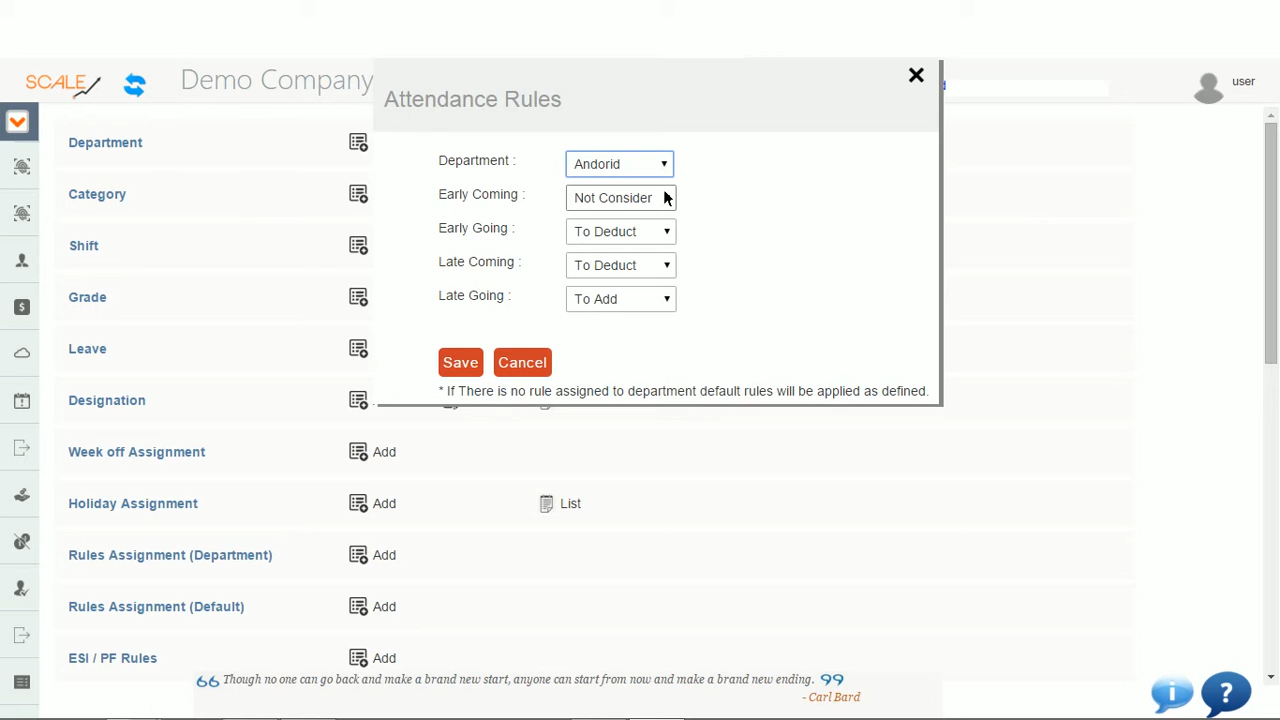 SCALE
Demo Company
user
Attendance Rules
Department :
Andorid
Early Coming :
Not Consider
Early Going :
To Deduct
Late Coming :
To Deduct
Late Going :
To Add
Save
Cancel
* If There is no rule assigned to department default rules will be applied as defined.
Department
Category
Shift
Grade
Leave
Designation
Week off Assignment
Add
Holiday Assignment
Add
List
Rules Assignment (Department)
Add
Rules Assignment (Default)
Add
ESI / PF Rules
Add
66 Though no one can go back and make a brand new start, anyone can start from now and make a brand new ending. 99
- Carl Bard